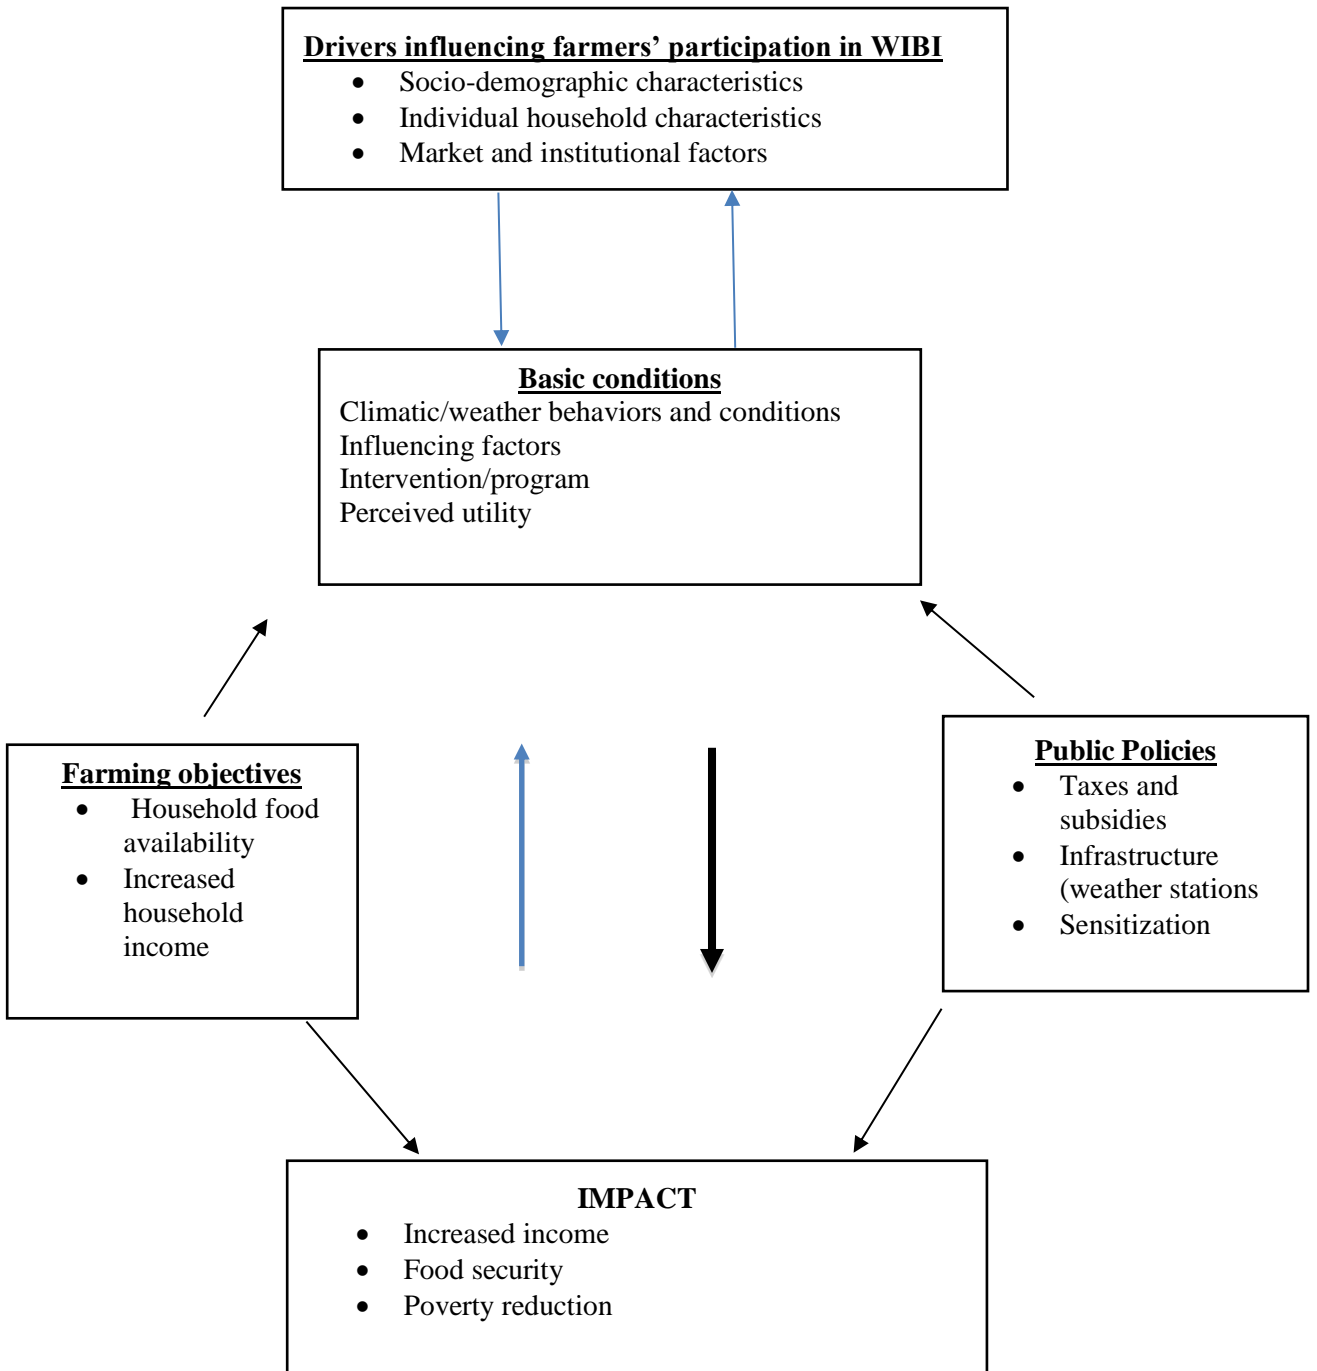 Drivers influencing farmers’ participation in WIBI
• Socio-demographic characteristics
• Individual household characteristics
• Market and institutional factors
Basic conditions
Climatic/weather behaviors and conditions
Influencing factors
Intervention/program
Perceived utility
Farming objectives
• Household food
availability
• Increased
household
income
Public Policies
• Taxes and
subsidies
• Infrastructure
(weather stations
• Sensitization
IMPACT
• Increased income
• Food security
• Poverty reduction